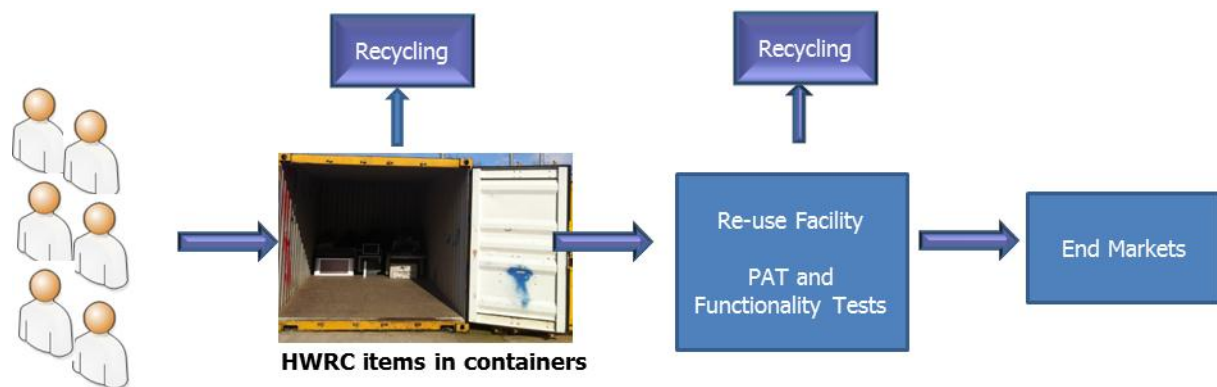 Recycling
Recycling
Re-use Facility
PAT and
Functionality Tests
End Markets
HWRC items in containers